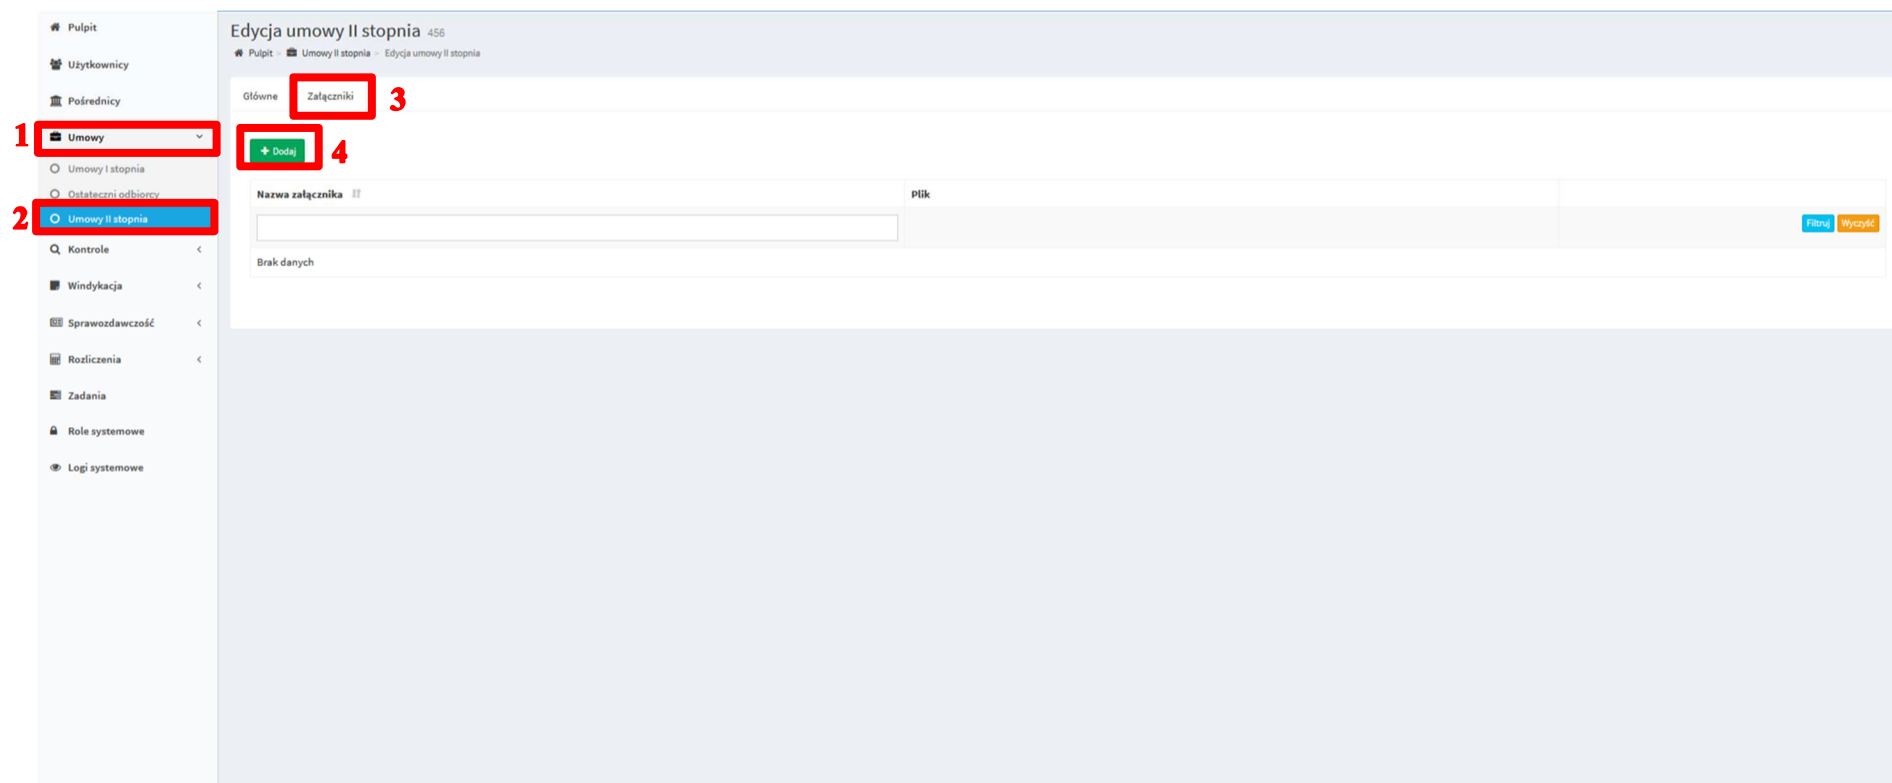 Pulpit
Użytkownicy
Pośrednicy
1 Umowy
Umowy I stopnia
Ostateczni odbiorcy
2 Umowy II stopnia
Kontrole
Windykacja
Sprawozdawczość
Rozliczenia
Zadania
Role systemowe
Logi systemowe
Edycja umowy II stopnia 456
Pulpit > Umowy II stopnia > Edycja umowy II stopnia
Główne Załączniki 3
+ Dodaj 4
Nazwa załącznika Plik
Filtruj Wyczyść
Brak danych